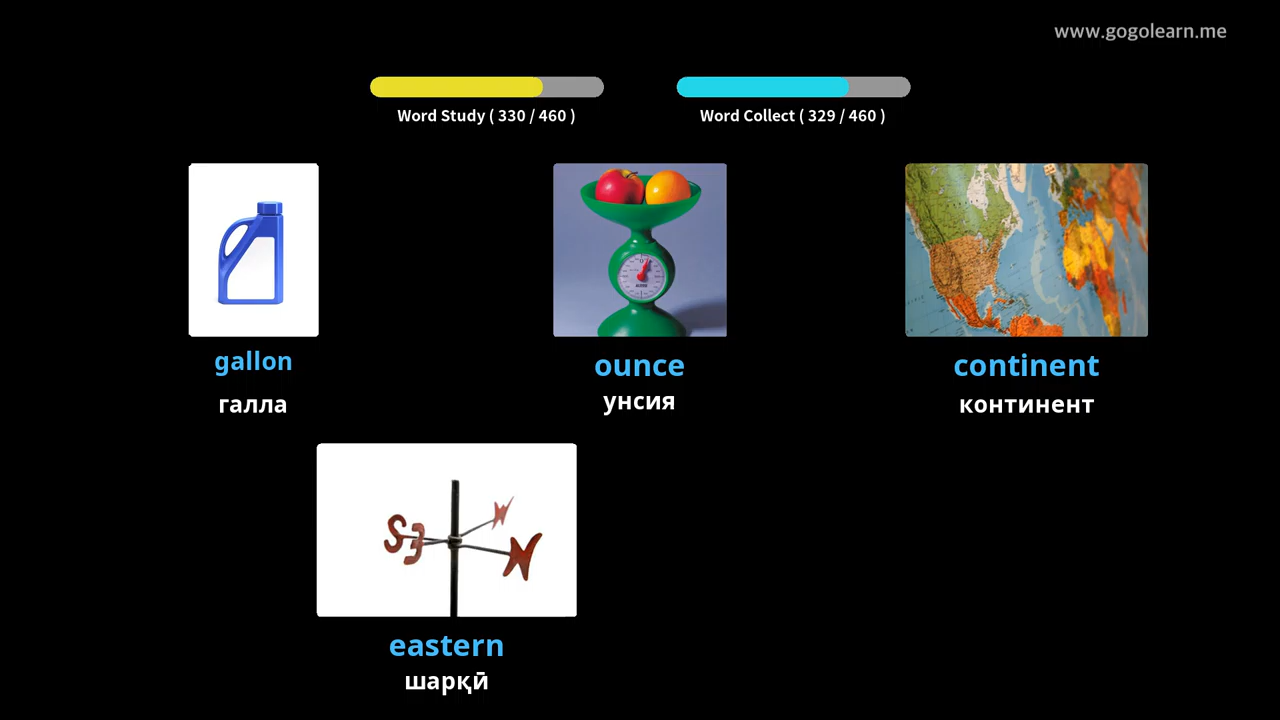 www.gogolearn.me
Word Study ( 330 / 460 )
Word Collect ( 329 / 460 )
gallon
галла
ounce
унсия
continent
континент
S E N
eastern
шарқӣ